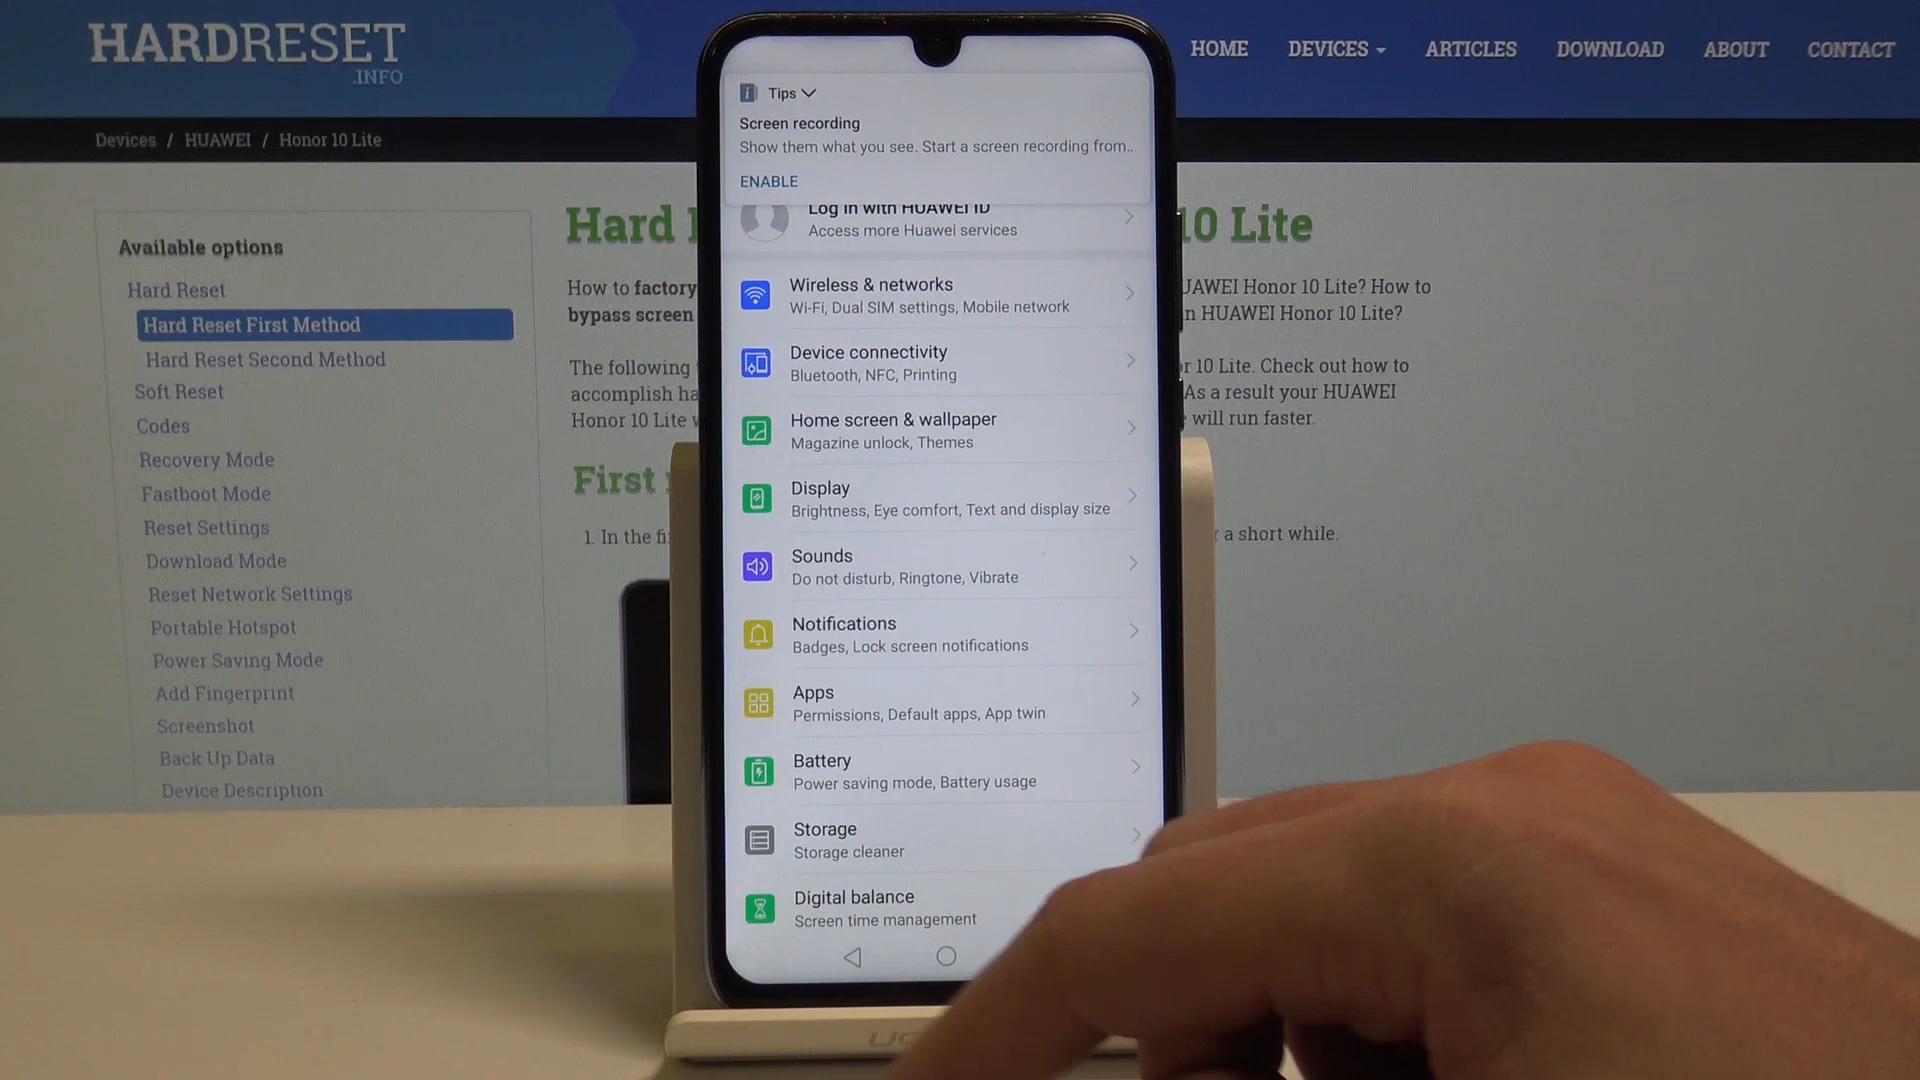 HARDRESET
.INFO
HOME DEVICES ARTICLES DOWNLOAD ABOUT CONTACT
Devices / HUAWEI / Honor 10 Lite
Available options
Hard Reset
Hard Reset First Method
Hard Reset Second Method
Soft Reset
Codes
Recovery Mode
Fastboot Mode
Reset Settings
Download Mode
Reset Network Settings
Portable Hotspot
Power Saving Mode
Add Fingerprint
Screenshot
Back Up Data
Device Description
Hard 10 Lite
How to factory HUAWEI Honor 10 Lite? How to
bypass screen in HUAWEI Honor 10 Lite?
The following 10 Lite. Check out how to
accomplish As a result your HUAWEI
Honor 10 Lite will run faster.
First
1. In the a short while.
Tips
Screen recording
Show them what you see. Start a screen recording from..
ENABLE
Log in with HUAWEI ID
Access more Huawei services
Wireless & networks
Wi-Fi, Dual SIM settings, Mobile network
Device connectivity
Bluetooth, NFC, Printing
Home screen & wallpaper
Magazine unlock, Themes
Display
Brightness, Eye comfort, Text and display size
Sounds
Do not disturb, Ringtone, Vibrate
Notifications
Badges, Lock screen notifications
Apps
Permissions, Default apps, App twin
Battery
Power saving mode, Battery usage
Storage
Storage cleaner
Digital balance
Screen time management